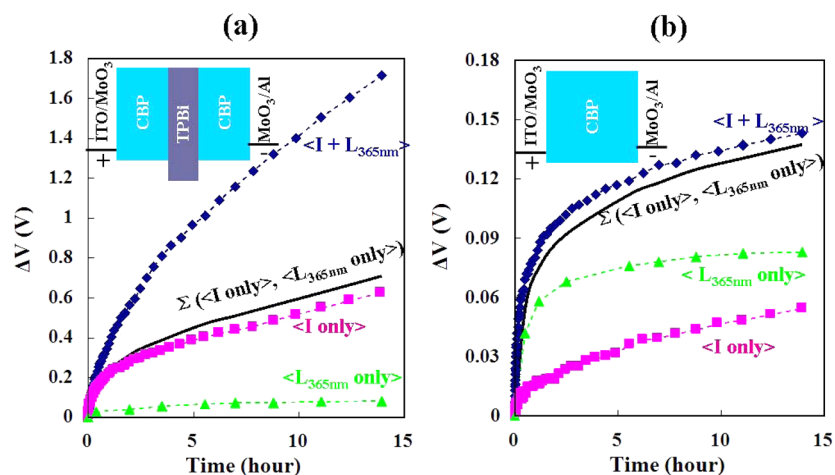 (a)
1.8
1.6
1.4
1.2
1
0.8
0.6
0.4
0.2
0
ΔV (V)
ITO/MoO3
+
CBP
TPBi
CBP
MoO3/Al
-
<I + L365nm>
Σ (<I only>, <L365nm only>)
<I only>
<L365nm only>
0
5
10
15
Time (hour)
(b)
0.18
0.15
0.12
0.09
0.06
0.03
0
ΔV (V)
ITO/MoO3
+
CBP
MoO3/Al
-
<I + L365nm>
Σ (<I only>, <L365nm only>)
<L365nm only>
<I only>
0
5
10
15
Time (hour)